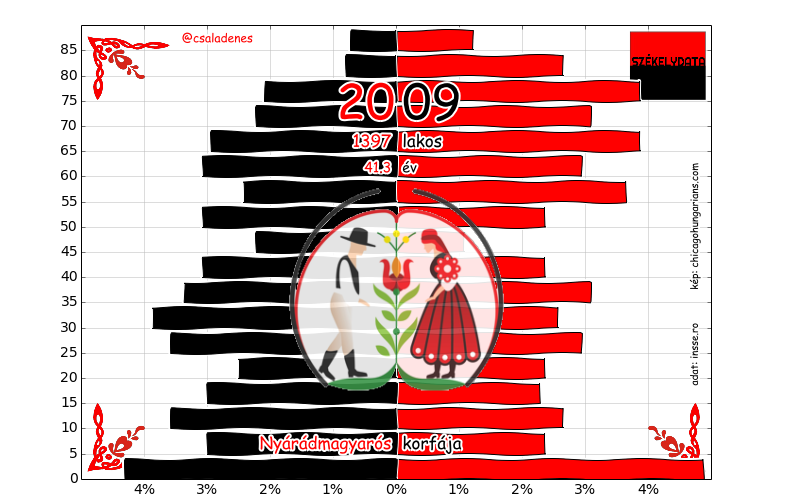 @csaladenes
SZÉKELYDATA
2009
1397 lakos
41.3 év
kép: chicagohungarians.com
adat: insse.ro
Nyárádmagyarós korfája
85
80
75
70
65
60
55
50
45
40
35
30
25
20
15
10
5
0
4% 3% 2% 1% 0% 1% 2% 3% 4%